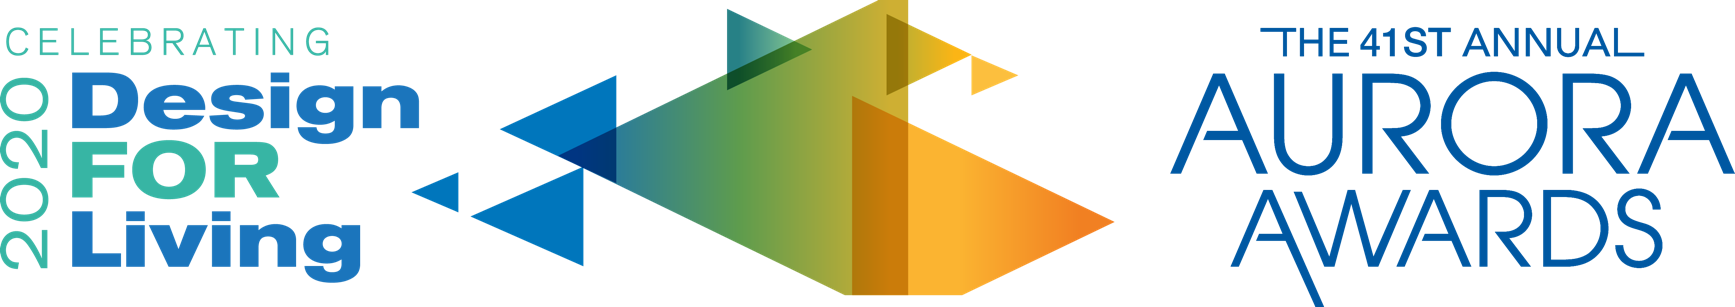 CELEBRATING
2020
Design
FOR
Living
THE 41ST ANNUAL
AURORA
AWARDS